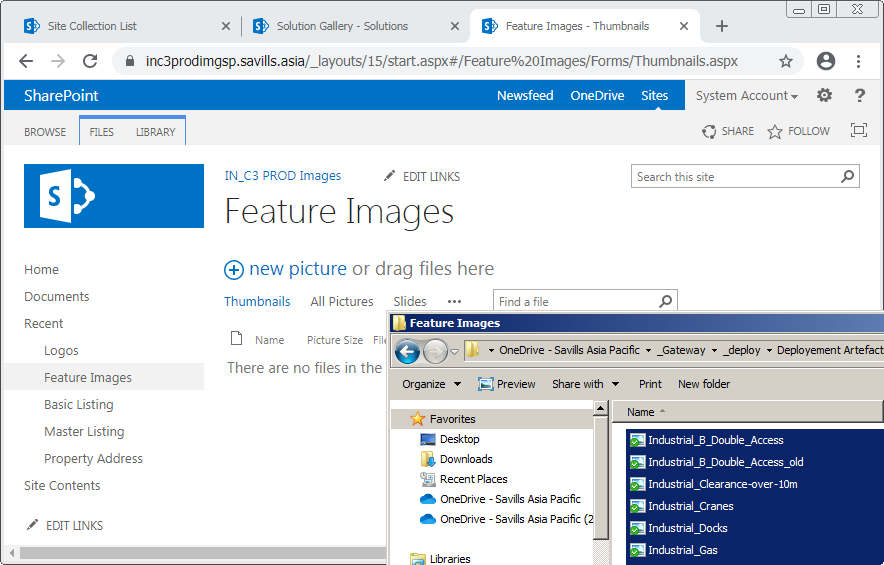 Site Collection List
Solution Gallery - Solutions
Feature Images - Thumbnails
inc3prodimgsp.savills.asia/_layouts/15/start.aspx#/Feature%20Images/Forms/Thumbnails.aspx
SharePoint
Newsfeed OneDrive Sites System Account ?
BROWSE FILES LIBRARY
SHARE FOLLOW
S
IN_C3 PROD Images EDIT LINKS
Search this site
Feature Images
new picture or drag files here
Thumbnails All Pictures Slides ...
Find a file
Name Picture Size File
There are no files in the
Home
Documents
Recent
Logos
Feature Images
Basic Listing
Master Listing
Property Address
Site Contents
EDIT LINKS
Feature Images
OneDrive - Savills Asia Pacific _Gateway _deploy Deployement Artefact
Organize Preview Share with Print New folder
Favorites
Desktop
Downloads
Recent Places
OneDrive - Savills Asia Pacific
OneDrive - Savills Asia Pacific (2
Libraries
Name
Industrial_B_Double_Access
Industrial_B_Double_Access_old
Industrial_Clearance-over-10m
Industrial_Cranes
Industrial_Docks
Industrial_Gas